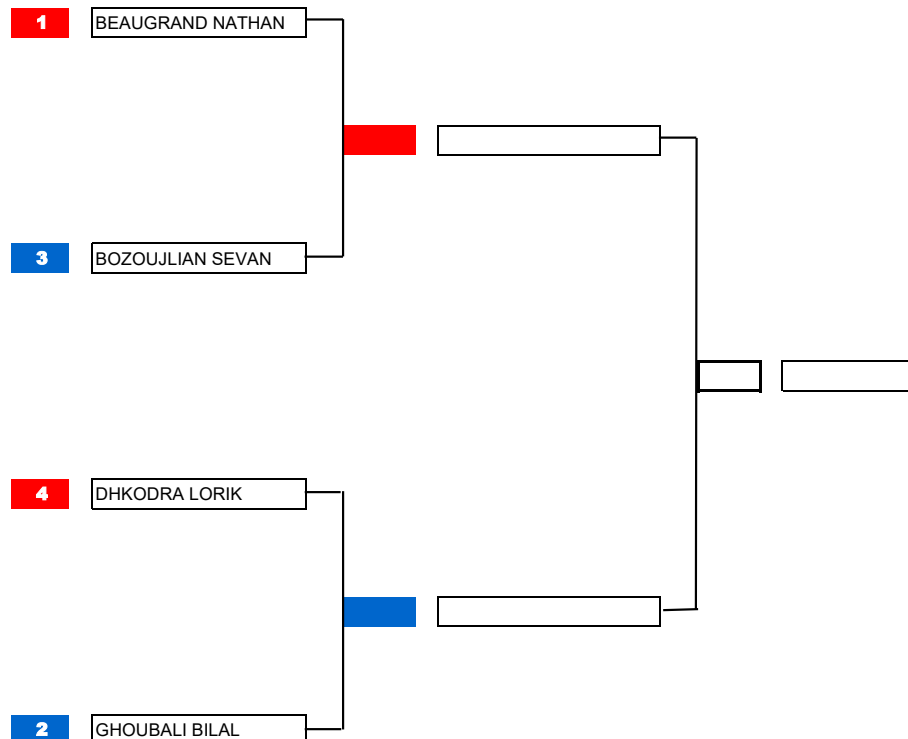 1 BEAUGRAND NATHAN
3 BOZOUJLIAN SEVAN
4 DHKODRA LORIK
2 GHOUBALI BILAL